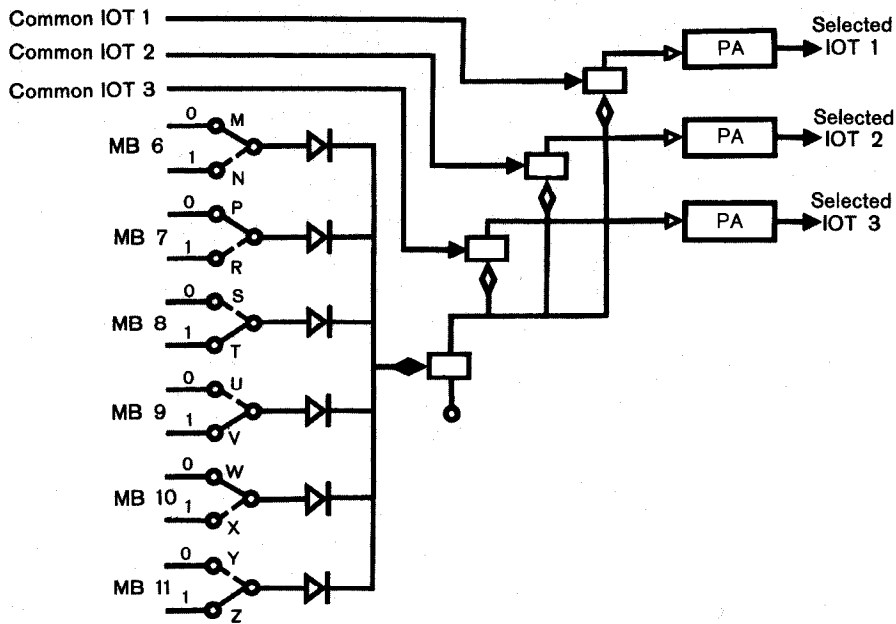 Common IOT 1
Common IOT 2
Common IOT 3
PA
Selected
IOT 1
PA
Selected
IOT 2
PA
Selected
IOT 3
MB 6
0
M
1
N
MB 7
0
P
1
R
MB 8
0
S
1
T
MB 9
0
U
1
V
MB 10
0
W
1
X
MB 11
0
Y
1
Z